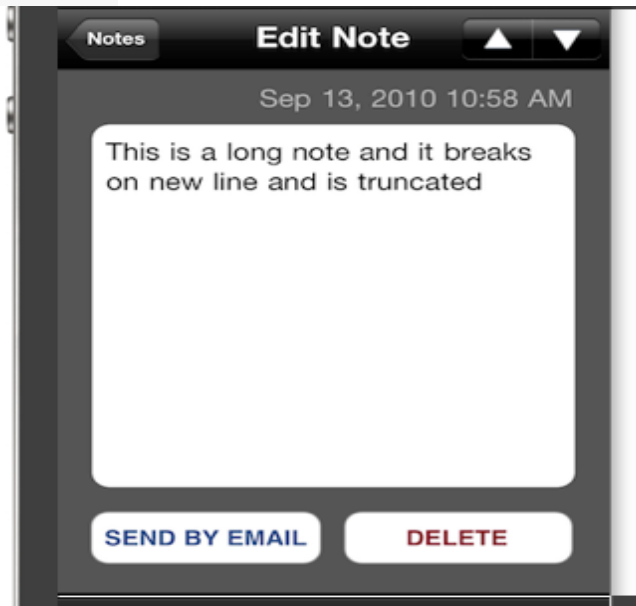 Notes
Edit Note
Sep 13, 2010 10:58 AM
This is a long note and it breaks
on new line and is truncated
SEND BY EMAIL
DELETE